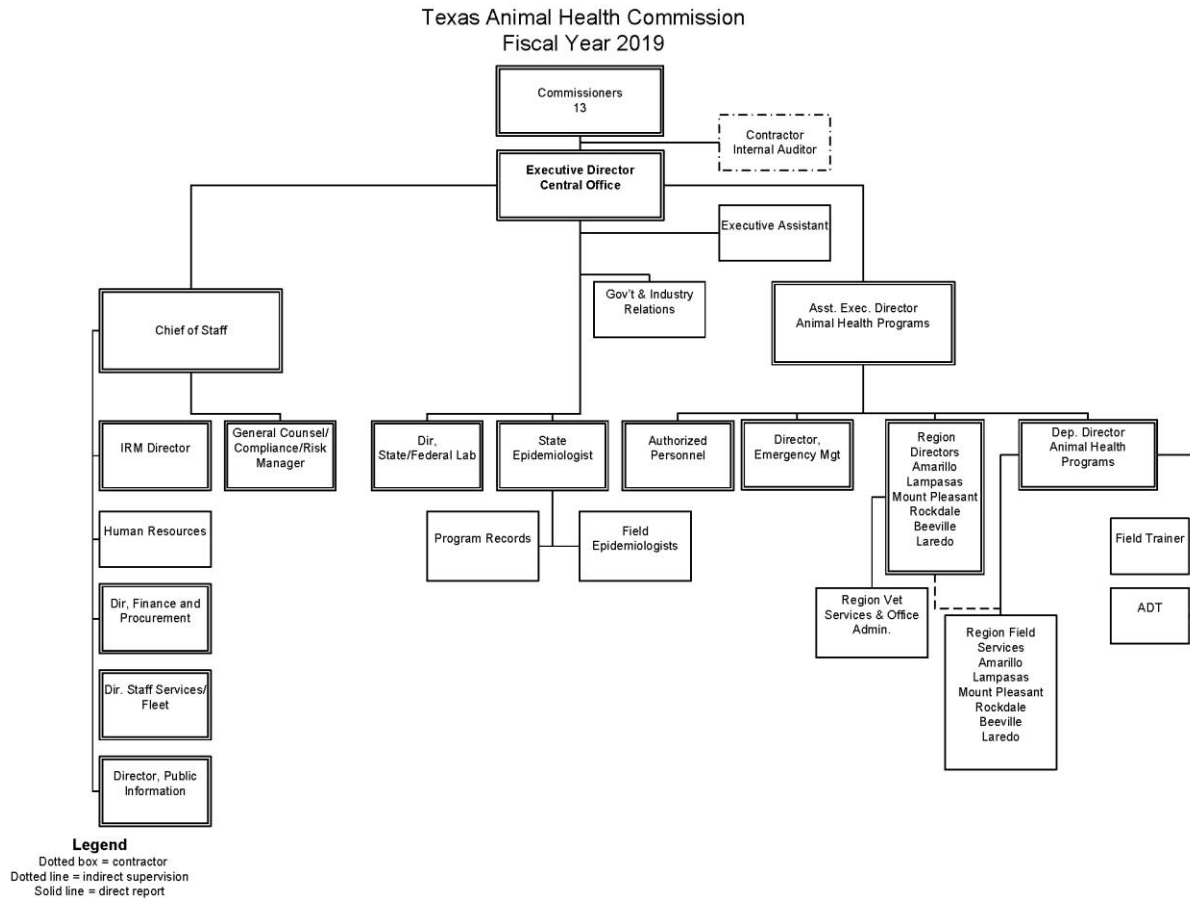 Texas Animal Health Commission
Fiscal Year 2019
Commissioners
13
Contractor
Internal Auditor
Executive Director
Central Office
Executive Assistant
Gov't & Industry
Relations
Chief of Staff
Asst. Exec. Director
Animal Health Programs
IRM Director
General Counsel/
Compliance/Risk
Manager
Dir,
State/Federal Lab
State
Epidemiologist
Authorized
Personnel
Director,
Emergency Mgt
Region
Directors
Amarillo
Lampasas
Mount Pleasant
Rockdale
Beeville
Laredo
Dep. Director
Animal Health
Programs
Human Resources
Program Records
Field
Epidemiologists
Field Trainer
Dir, Finance and
Procurement
Region Vet
Services & Office
Admin.
ADT
Region Field
Services
Amarillo
Lampasas
Mount Pleasant
Rockdale
Beeville
Laredo
Dir. Staff Services/
Fleet
Director, Public
Information
Legend
Dotted box = contractor
Dotted line = indirect supervision
Solid line = direct report